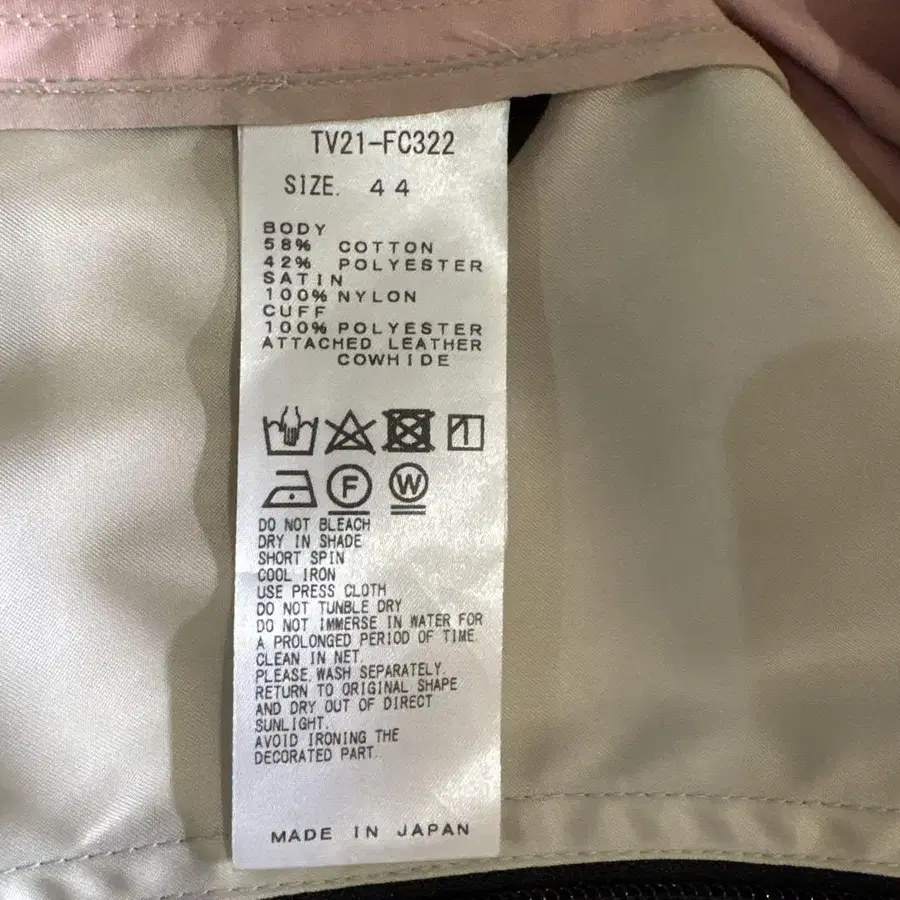 TV21-FC322
SIZE. 44
BODY
58% COTTON
42% POLYESTER
SATIN
100% NYLON
CUFF
100% POLYESTER
ATTACHED LEATHER
COWHIDE
F W
DO NOT BLEACH
DRY IN SHADE
SHORT SPIN
COOL IRON
USE PRESS CLOTH
DO NOT TUNBLE DRY
DO NOT IMMERSE IN WATER FOR
A PROLONGED PERIOD OF TIME.
CLEAN IN NET.
PLEASE,WASH SEPARATELY.
RETURN TO ORIGINAL SHAPE
AND DRY OUT OF DIRECT
SUNLIGHT.
AVOID IRONING THE
DECORATED PART.
MADE IN JAPAN